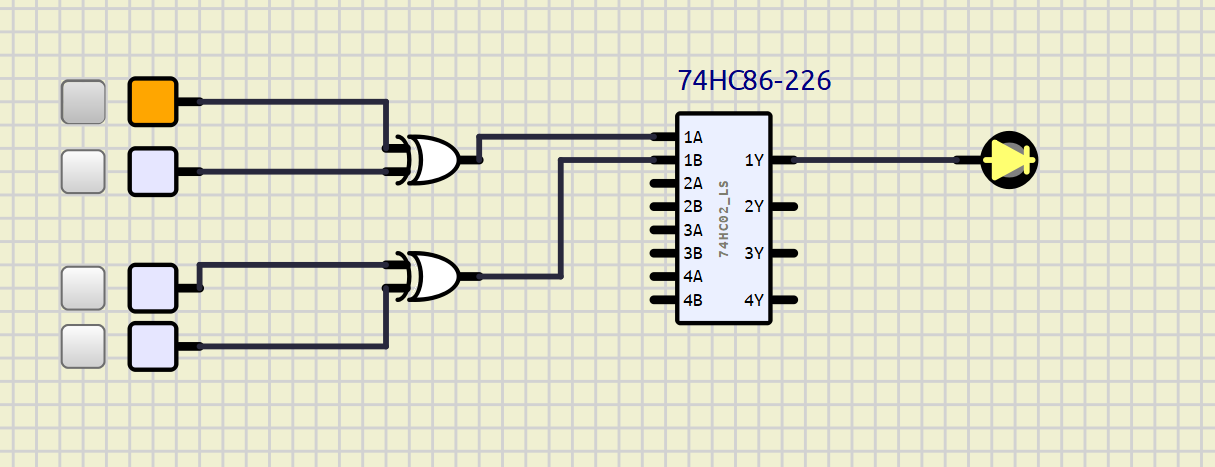 74HC86-226
1A
1B 1Y
2A
2B 2Y
3A
3B 3Y
4A
4B 4Y
74HC02_LS